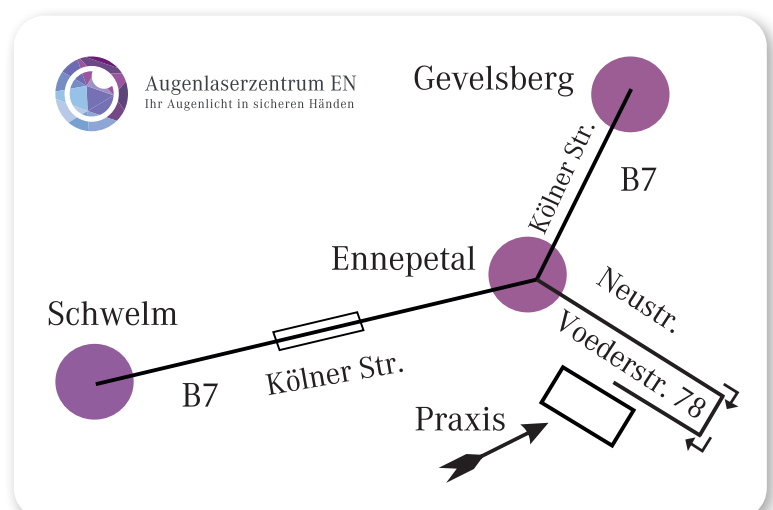 Augenlaserzentrum EN
Ihr Augenlicht in sicheren Händen
Gevelsberg
Kölner Str.
B7
Ennepetal
Neustr.
Schwelm
Voederstr. 78
Kölner Str.
B7
Praxis